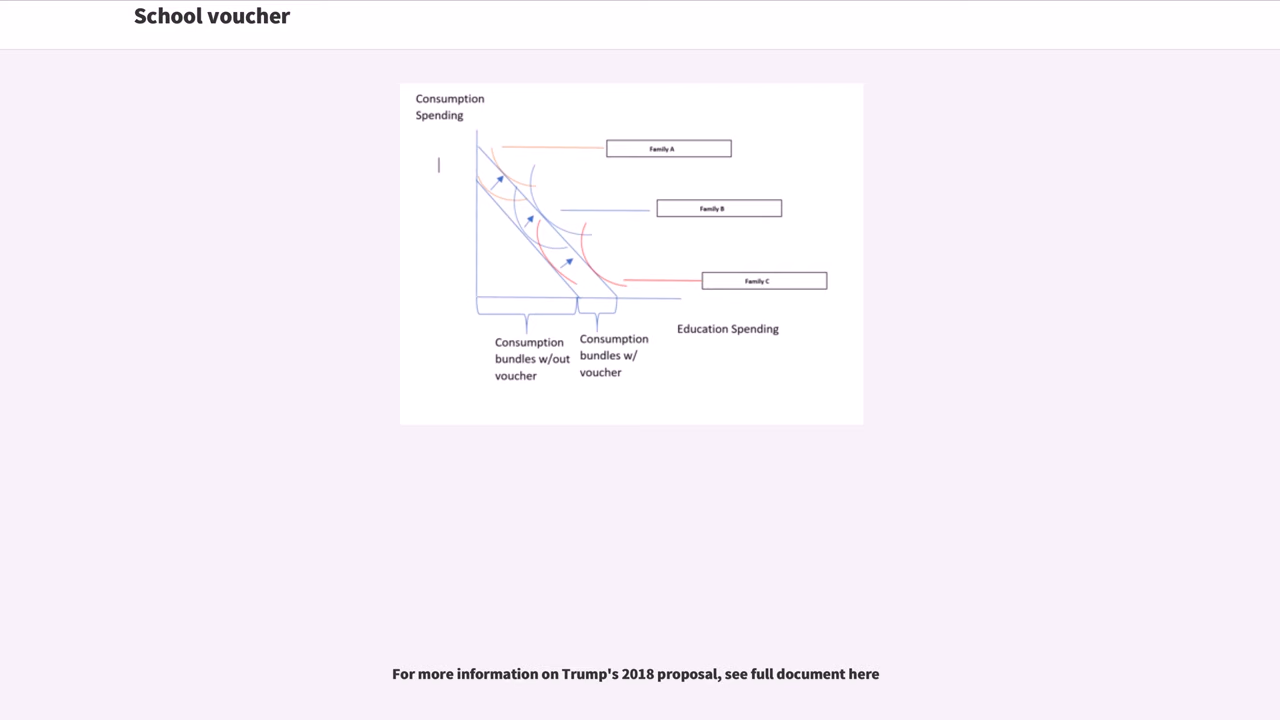 School voucher
Consumption
Spending
Family A
Family B
Family C
Education Spending
Consumption
bundles w/out
voucher
Consumption
bundles w/
voucher
For more information on Trump's 2018 proposal, see full document here